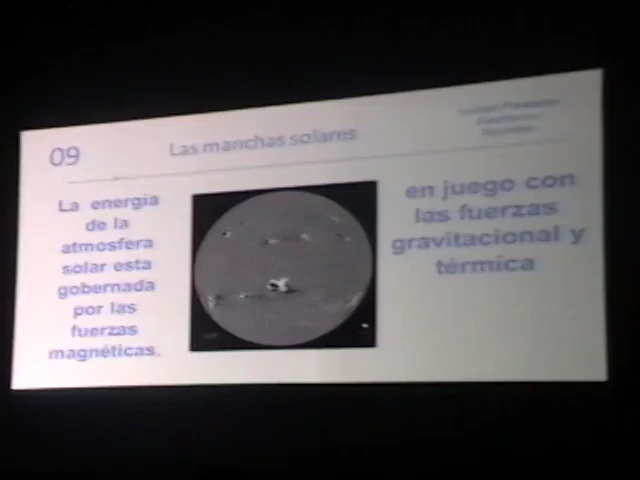 09
Las manchas solares
La energia
de la
atmosfera
solar esta
gobernada
por las
fuerzas
magnéticas.
en juego con
las fuerzas
gravitacional y
térmica